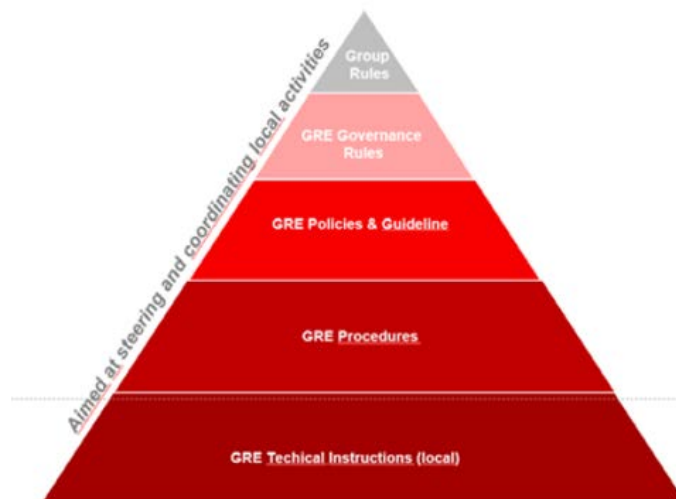 Group
Rules
GRE Governance
Rules
GRE Policies & Guideline
GRE Procedures
GRE Techical Instructions (local)
Aimed at steering and coordinating local activities